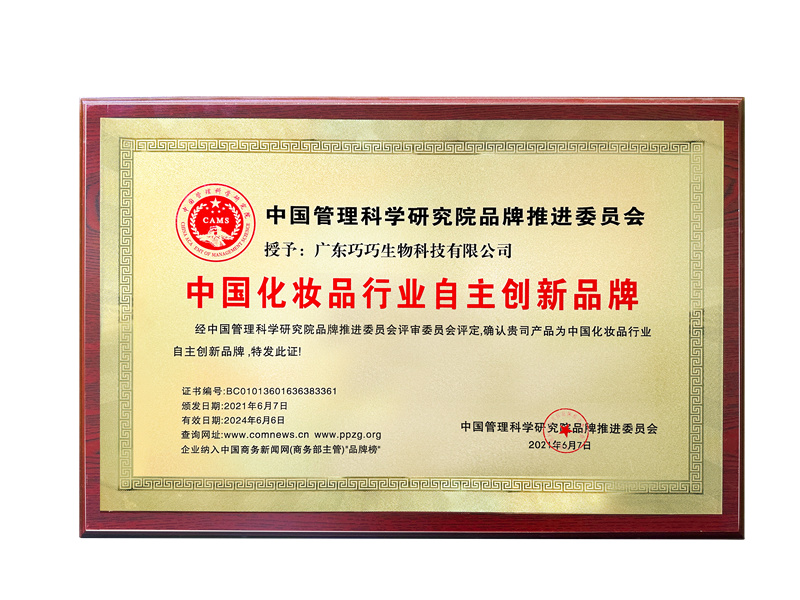 中国管理科学研究院
CAMS
中国管理科学研究院品牌推进委员会
授予：广东巧巧生物科技有限公司
中国化妆品行业自主创新品牌
经中国管理科学研究院品牌推进委员会评审委员会评定,确认贵司产品为中国化妆品行业
自主创新品牌,特发此证!
证书编号:BC01013601636383361
颁发日期:2021年6月7日
有效日期:2024年6月6日
查询网址:www.comnews.cn www.ppzg.org
企业纳入中国商务新闻网(商务部主管)"品牌榜"
中国管理科学研究院品牌推进委员会
2021年6月7日